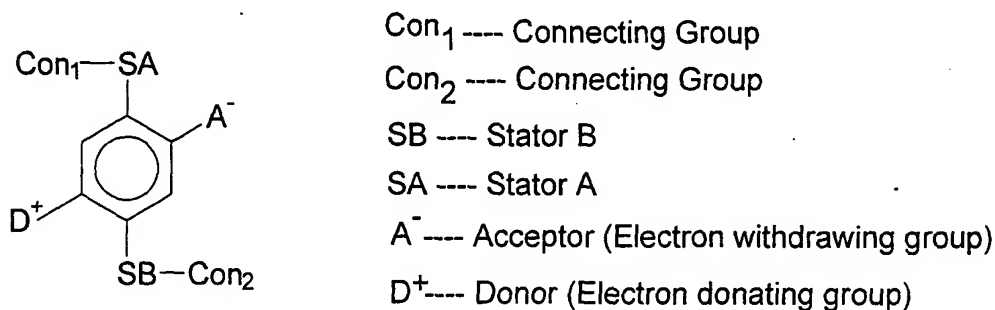 Con₁—SA
A⁻
D⁺
SB—Con₂
Con₁ ---- Connecting Group
Con₂ ---- Connecting Group
SB ---- Stator B
SA ---- Stator A
A⁻ ---- Acceptor (Electron withdrawing group)
D⁺---- Donor (Electron donating group)